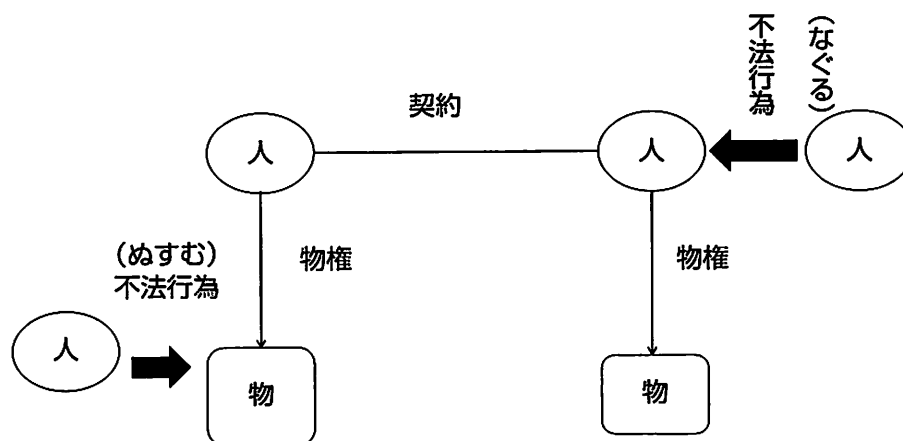 (なぐる)
不法行為
契約
人
人
人
(ぬすむ)
不法行為
物権
物権
人
物
物